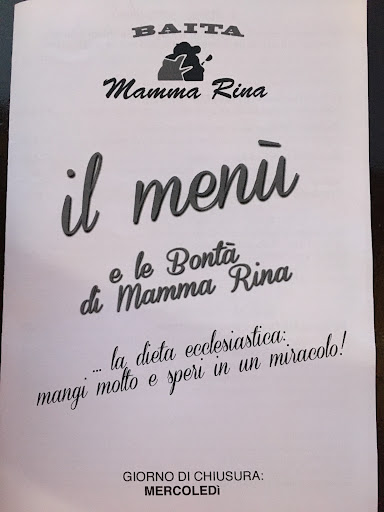 BAITA
Mamma Rina
il menù
e le Bontà
di Mamma Rina
... la dieta ecclesiastica:
mangi molto e speri in un miracolo!
GIORNO DI CHIUSURA:
MERCOLEDì